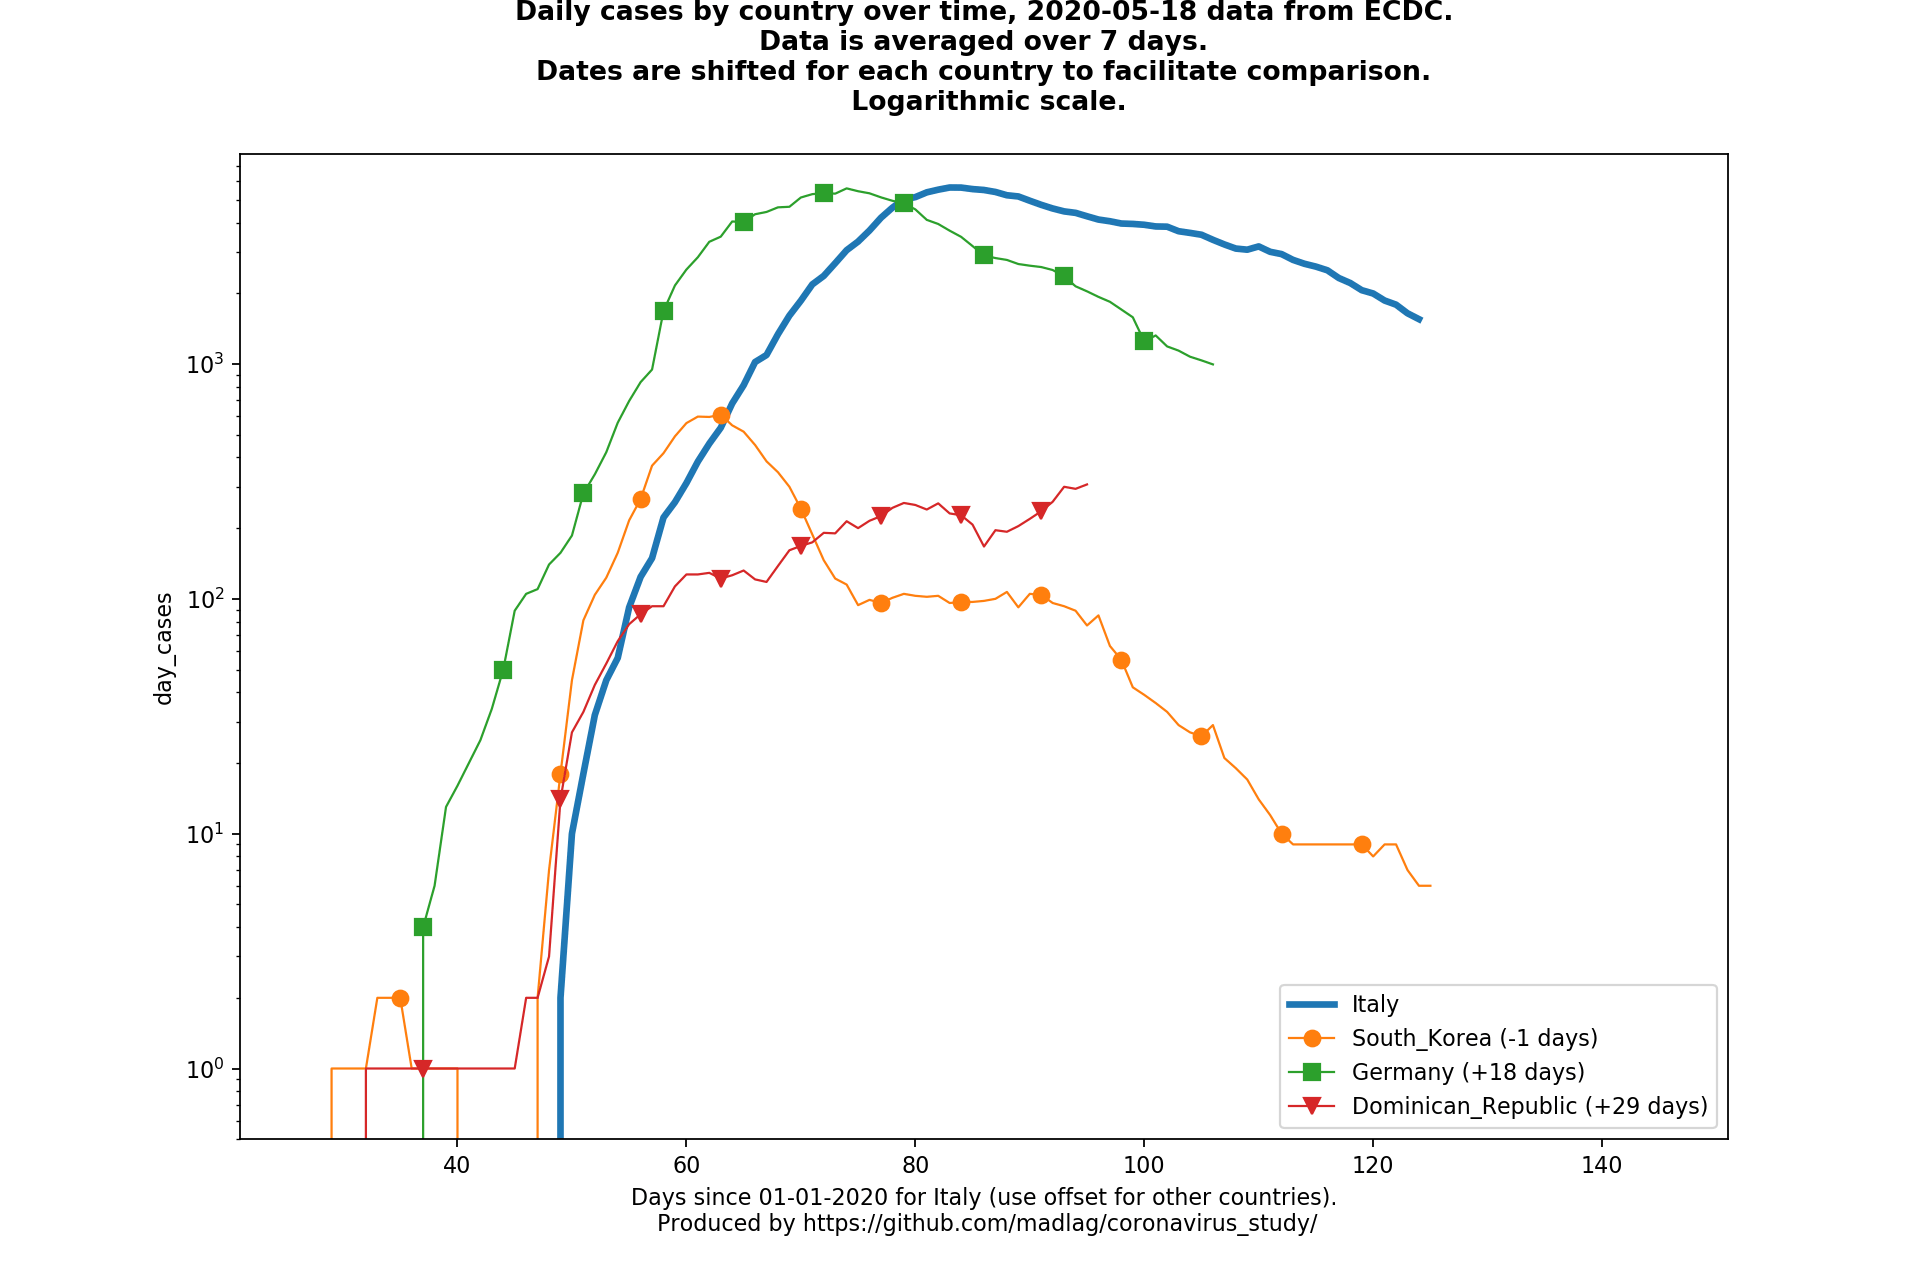 Daily cases by country over time, 2020-05-18 data from ECDC.
Data is averaged over 7 days.
Dates are shifted for each country to facilitate comparison.
Logarithmic scale.
10³
10²
10¹
10⁰
day_cases
40 60 80 100 120 140
Days since 01-01-2020 for Italy (use offset for other countries).
Produced by https://github.com/madlag/coronavirus_study/
Italy
South_Korea (-1 days)
Germany (+18 days)
Dominican_Republic (+29 days)